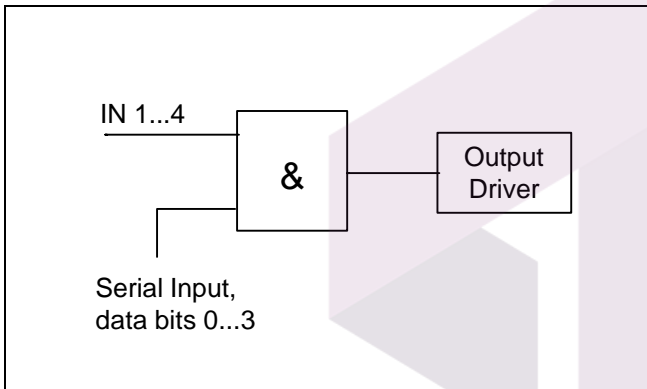 IN 1...4
&
Output
Driver
Serial Input,
data bits 0...3